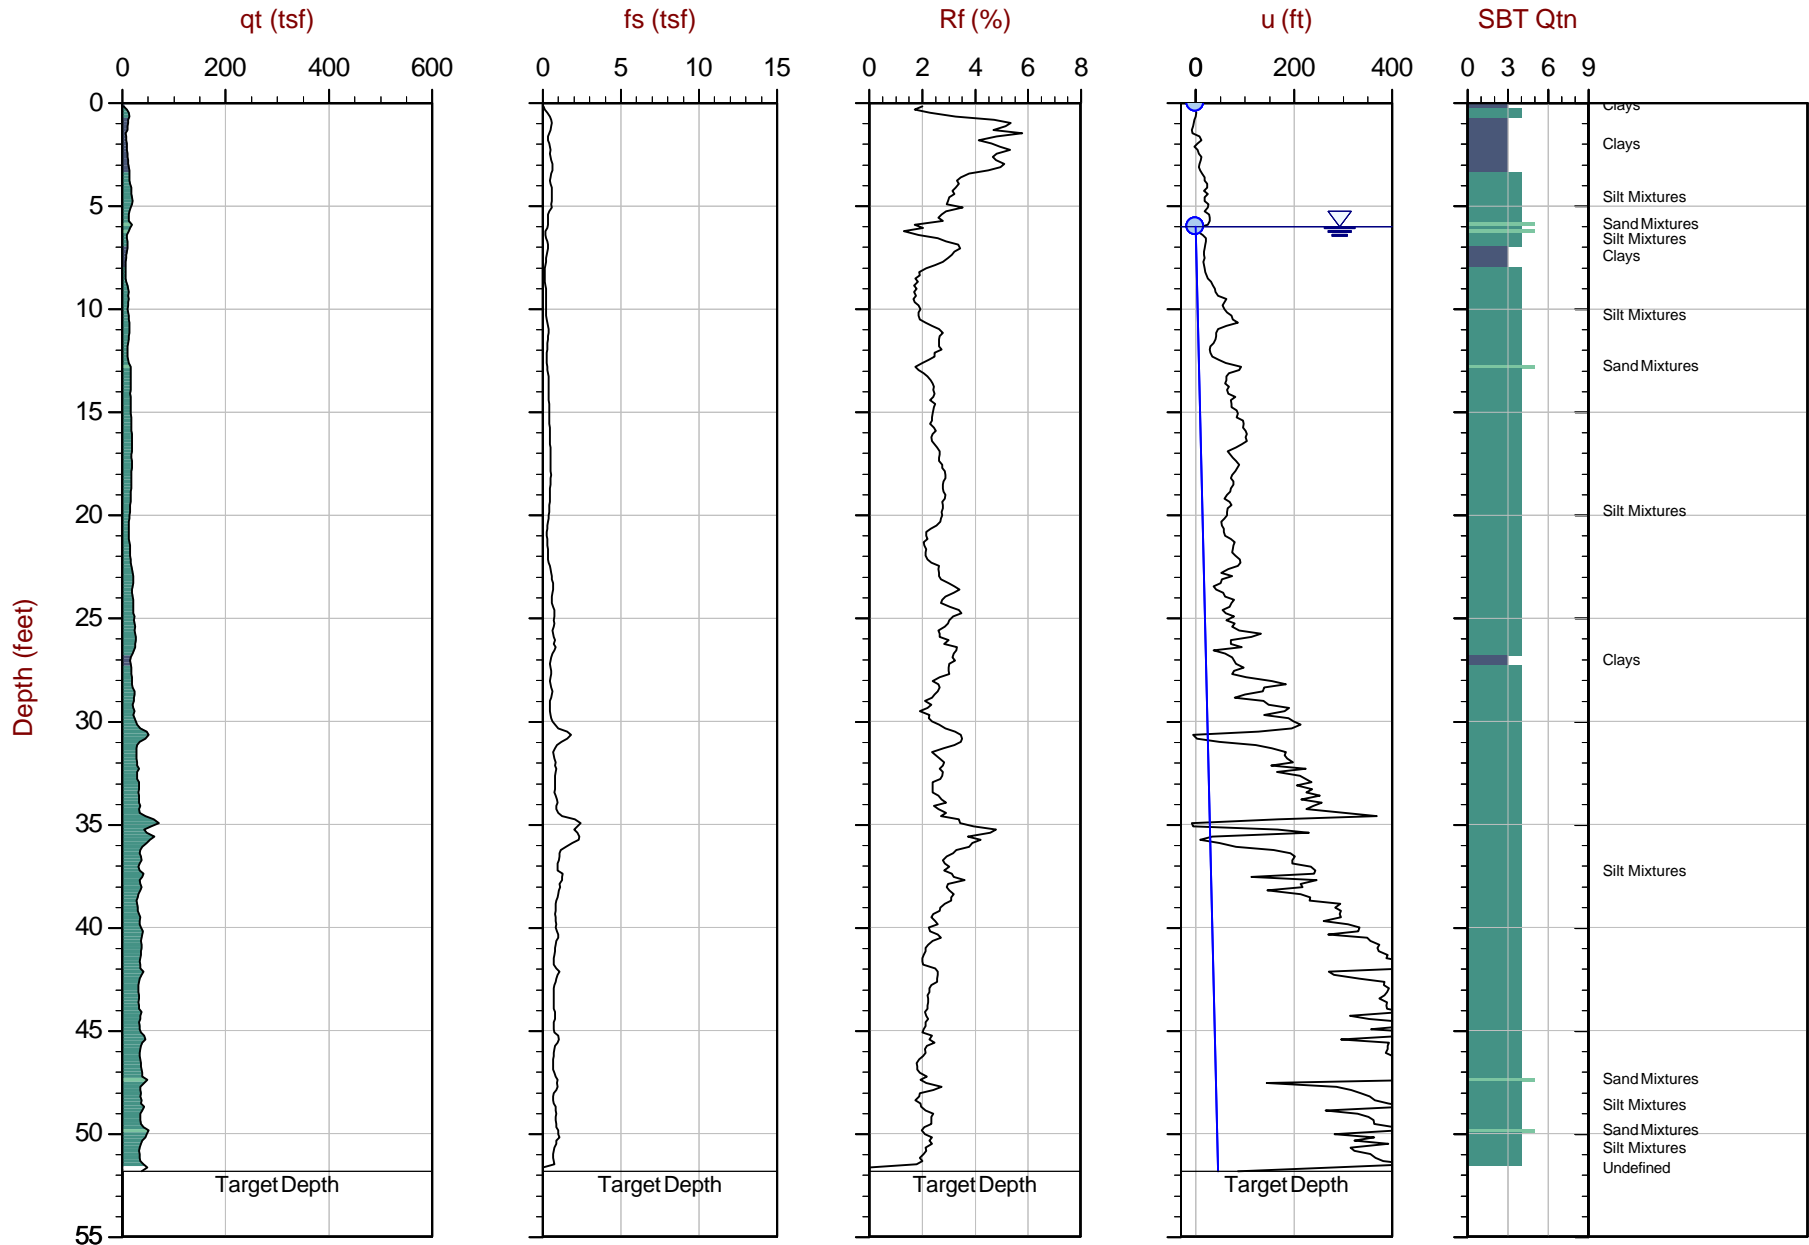 qt (tsf)
fs (tsf)
Rf (%)
u (ft)
SBT Qtn
0 200 400 600
0 5 10 15
0 2 4 6 8
0 200 400
0 3 6 9
Depth (feet)
0
5
10
15
20
25
30
35
40
45
50
55
Clays
Clays
Silt Mixtures
Sand Mixtures
Silt Mixtures
Clays
Silt Mixtures
Sand Mixtures
Silt Mixtures
Clays
Silt Mixtures
Sand Mixtures
Silt Mixtures
Sand Mixtures
Silt Mixtures
Undefined
Target Depth
Target Depth
Target Depth
Target Depth